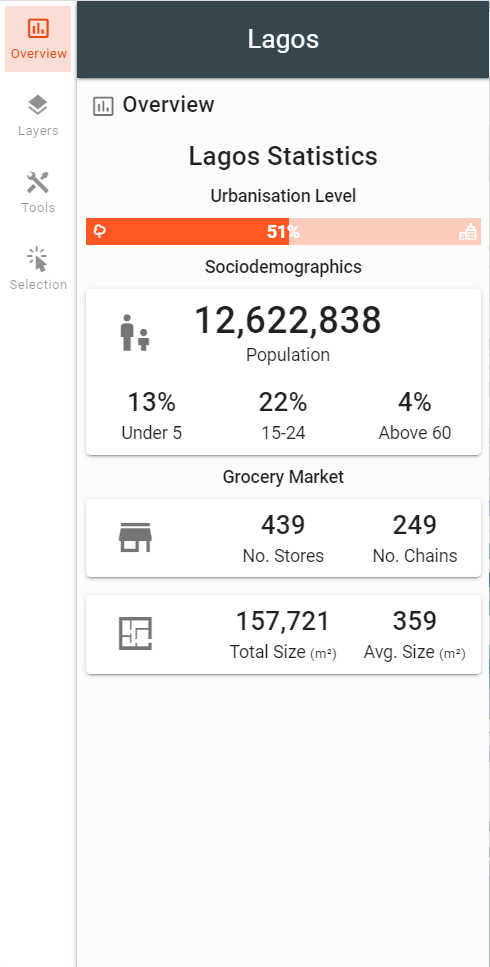 Lagos
Overview
Layers
Tools
Selection
Overview
Lagos Statistics
Urbanisation Level
51%
Sociodemographics
12,622,838
Population
13% 22% 4%
Under 5 15-24 Above 60
Grocery Market
439 249
No. Stores No. Chains
157,721 359
Total Size (m²) Avg. Size (m²)